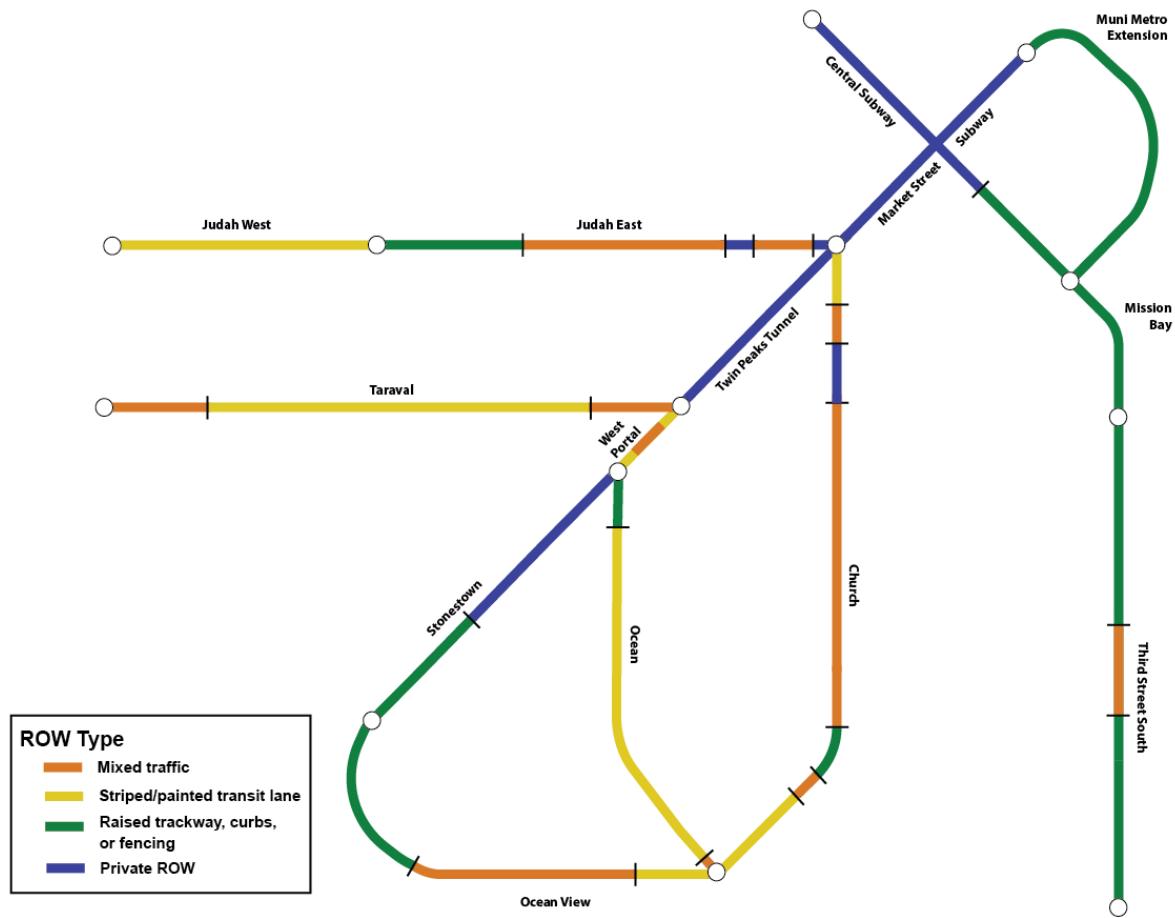 Muni Metro
Extension
Central Subway
Subway
Market Street
Judah West
Judah East
Mission
Bay
Twin Peaks Tunnel
Taraval
West
Portal
Church
Stonestown
Ocean
Third Street South
ROW Type
Mixed traffic
Striped/painted transit lane
Raised trackway, curbs,
or fencing
Private ROW
Ocean View